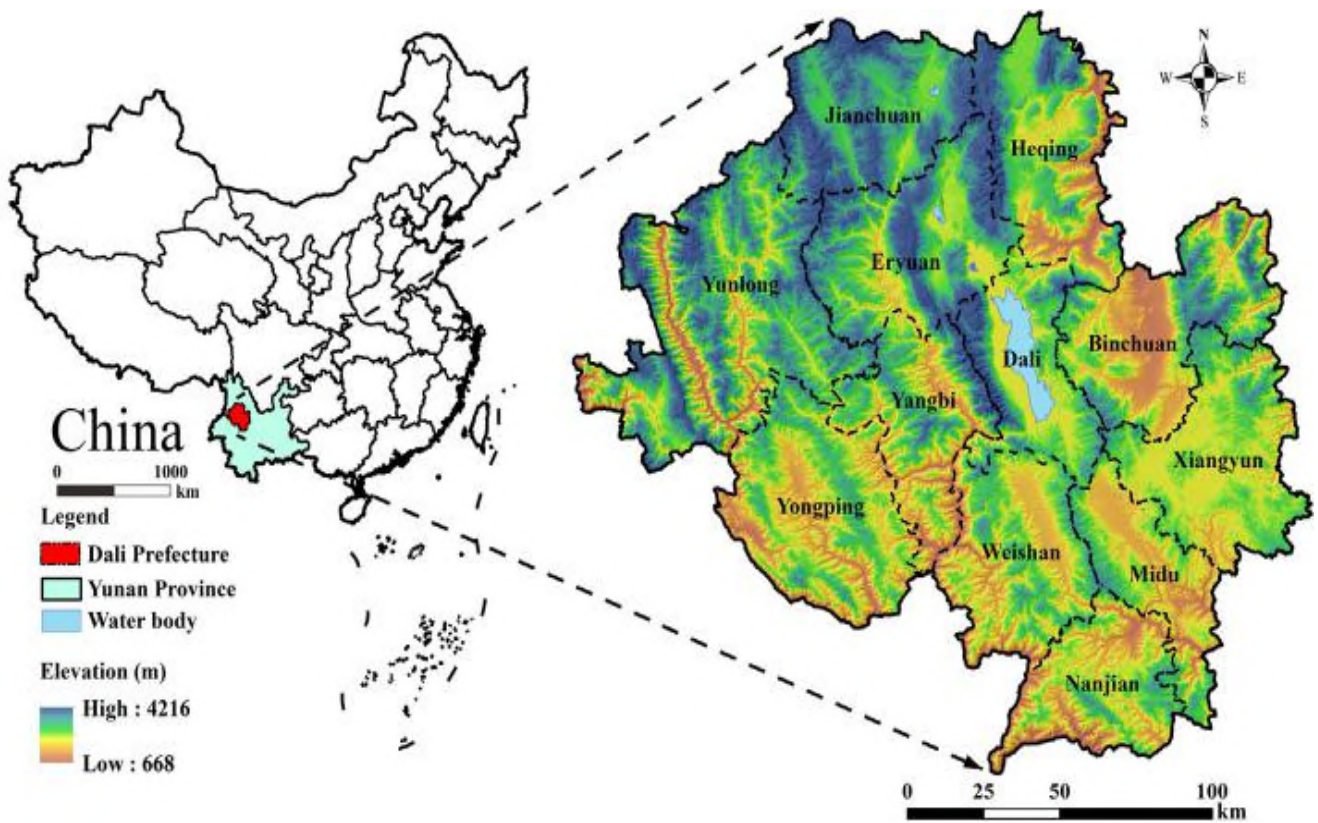 China
0 1000
km
Legend
Dali Prefecture
Yunan Province
Water body
Elevation (m)
High : 4216
Low : 668
N
W E
S
Jianchuan
Heqing
Eryuan
Yunlong
Binchuan
Dali
Yangbi
Xiangyun
Yongping
Weishan
Midu
Nanjian
0 25 50 100
km